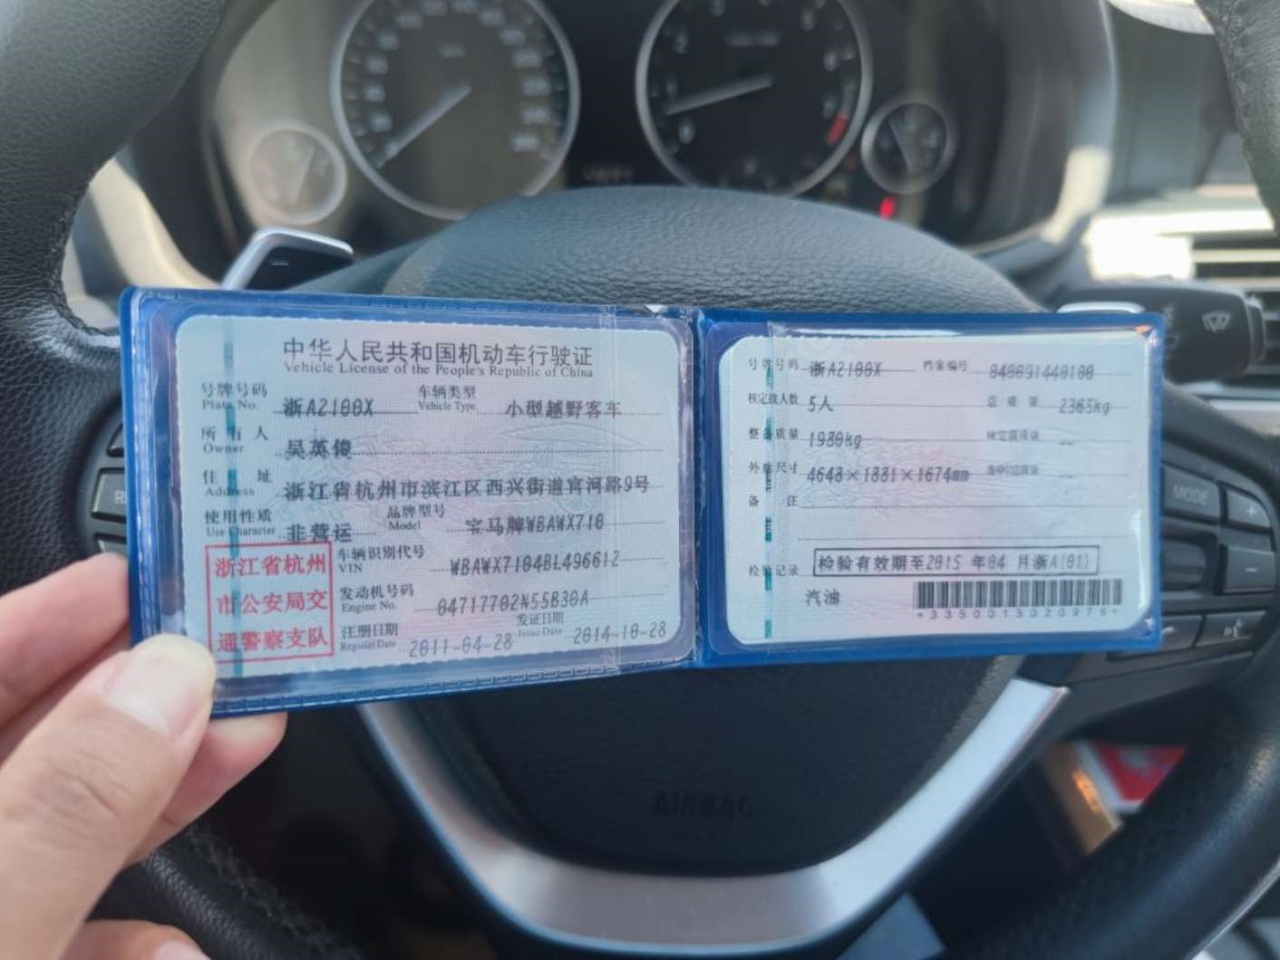 中华人民共和国机动车行驶证
Vehicle License of the People's Republic of China
号牌号码 浙A2100X 车辆类型 小型越野客车
Plate No. Vehicle Type
所有人 吴英俊
Owner
住址 浙江省杭州市滨江区西兴街道官河路9号
Address
使用性质 非营运 品牌型号 宝马牌WBAWX710
Use Character Model
浙江省杭州
市公安局交
通警察支队
车辆识别代号 WBAWX7104BL496612
VIN
发动机号码 04717702N55B30A
Engine No.
注册日期 2011-04-28 发证日期 2014-10-28
Register Date Issue Date
号牌号码 浙A2100X 档案编号 040091440100
核定载人数 5人 总质量 2365kg
整备质量 1980kg 核定载质量 --
外廓尺寸 4648×1881×1674mm --
备注
检验记录 检验有效期至2015年04月浙A(01)
汽油
*3350015020975*
MODE
+
-
AIRBAG